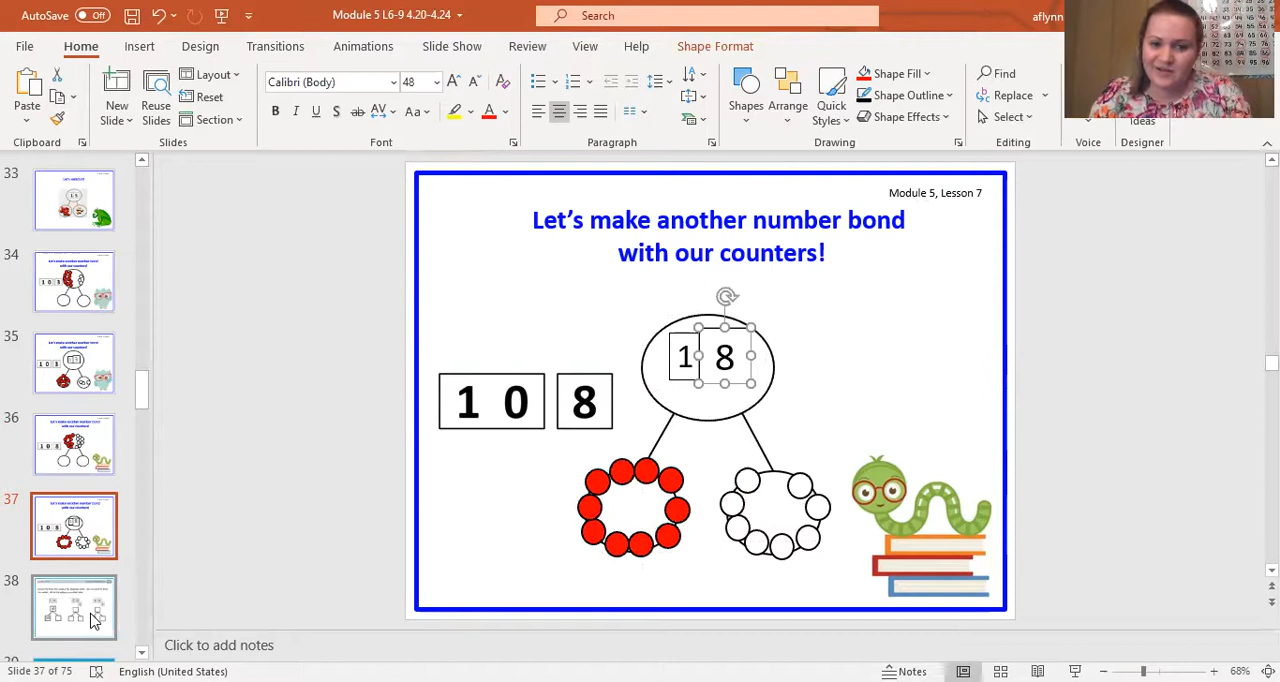 AutoSave Off
Module 5 L6-9 4.20-4.24
Search
aflynn
File Home Insert Design Transitions Animations Slide Show Review View Help Shape Format
Paste
New Slide
Reuse Slides
Layout
Reset
Section
Calibri (Body) 48
B I U S ab AV Aa A
Shapes Arrange Quick Styles
Shape Fill
Shape Outline
Shape Effects
Find
Replace
Select
Ideas
Clipboard Slides Font Paragraph Drawing Editing Voice Designer
33
34
35
36
37
38
Module 5, Lesson 7
Let's make another number bond
with our counters!
1 8
1 0 8
Click to add notes
Slide 37 of 75 English (United States) Notes 68%